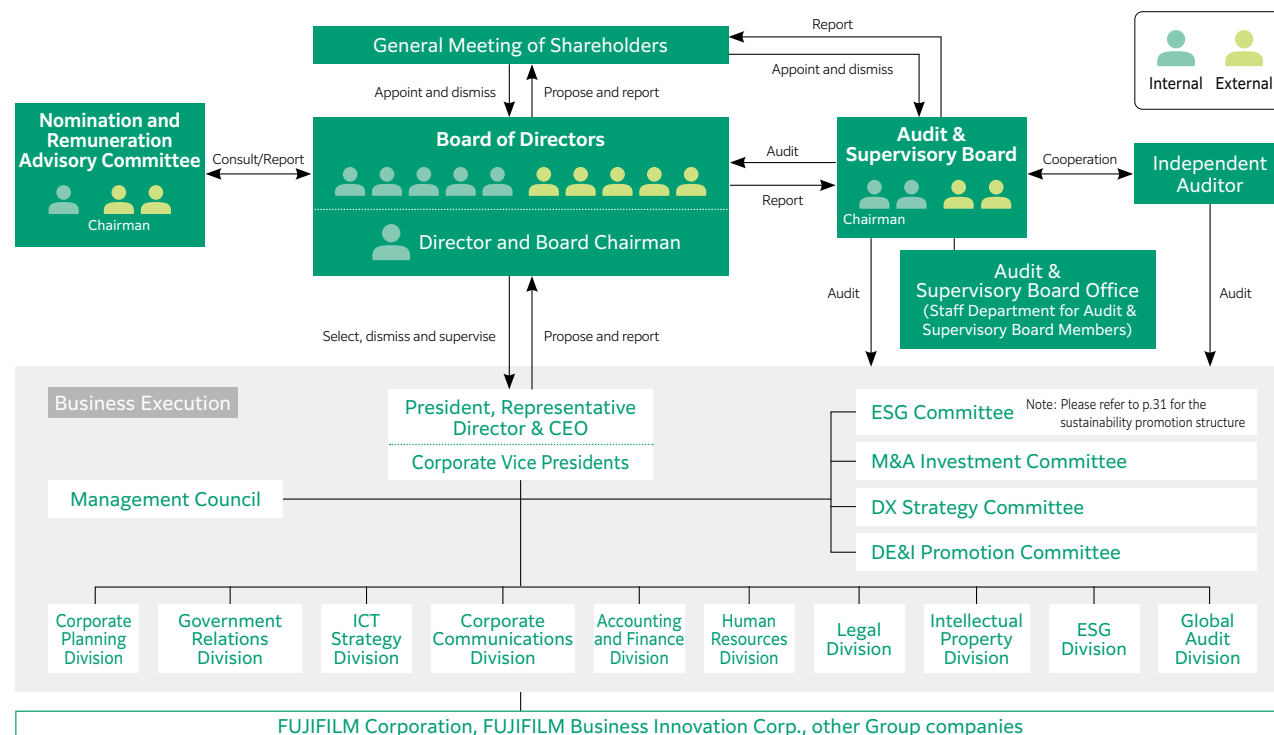 General Meeting of Shareholders
Report
Appoint and dismiss
Internal
External
Appoint and dismiss
Propose and report
Nomination and
Remuneration
Advisory Committee
Chairman
Consult/Report
Board of Directors
Director and Board Chairman
Audit
Report
Audit &
Supervisory Board
Chairman
Cooperation
Independent
Auditor
Audit &
Supervisory Board Office
(Staff Department for Audit &
Supervisory Board Members)
Audit
Audit
Select, dismiss and supervise
Propose and report
Business Execution
President, Representative
Director & CEO
Corporate Vice Presidents
Management Council
ESG Committee
Note: Please refer to p.31 for the
sustainability promotion structure
M&A Investment Committee
DX Strategy Committee
DE&I Promotion Committee
Corporate
Planning
Division
Government
Relations
Division
ICT
Strategy
Division
Corporate
Communications
Division
Accounting
and Finance
Division
Human
Resources
Division
Legal
Division
Intellectual
Property
Division
ESG
Division
Global
Audit
Division
FUJIFILM Corporation, FUJIFILM Business Innovation Corp., other Group companies